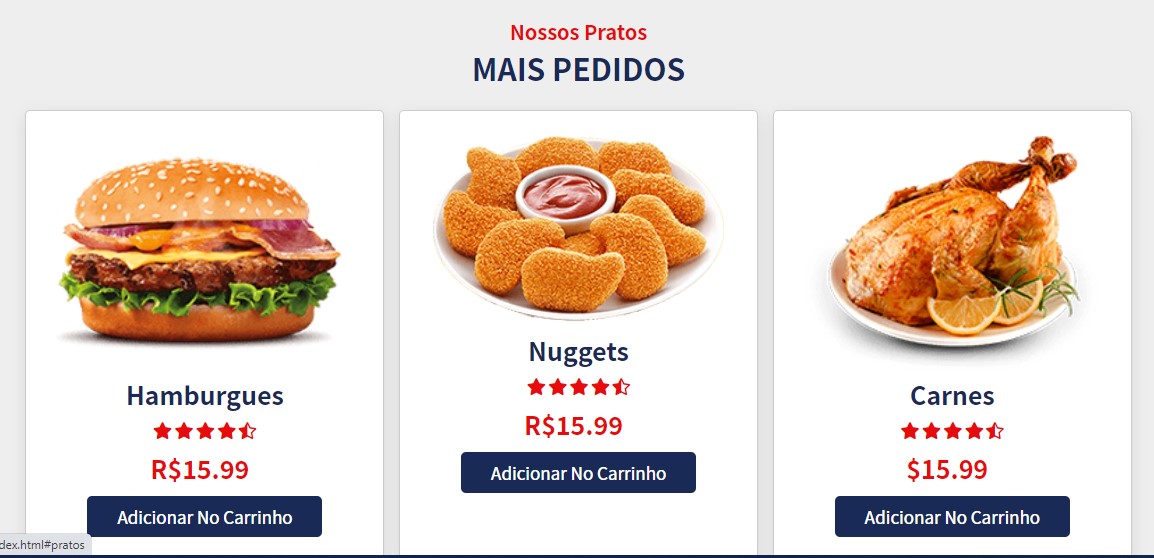 Nossos Pratos
MAIS PEDIDOS
Hamburgues
R$15.99
Adicionar No Carrinho
Nuggets
R$15.99
Adicionar No Carrinho
Carnes
$15.99
Adicionar No Carrinho
dex.html#pratos